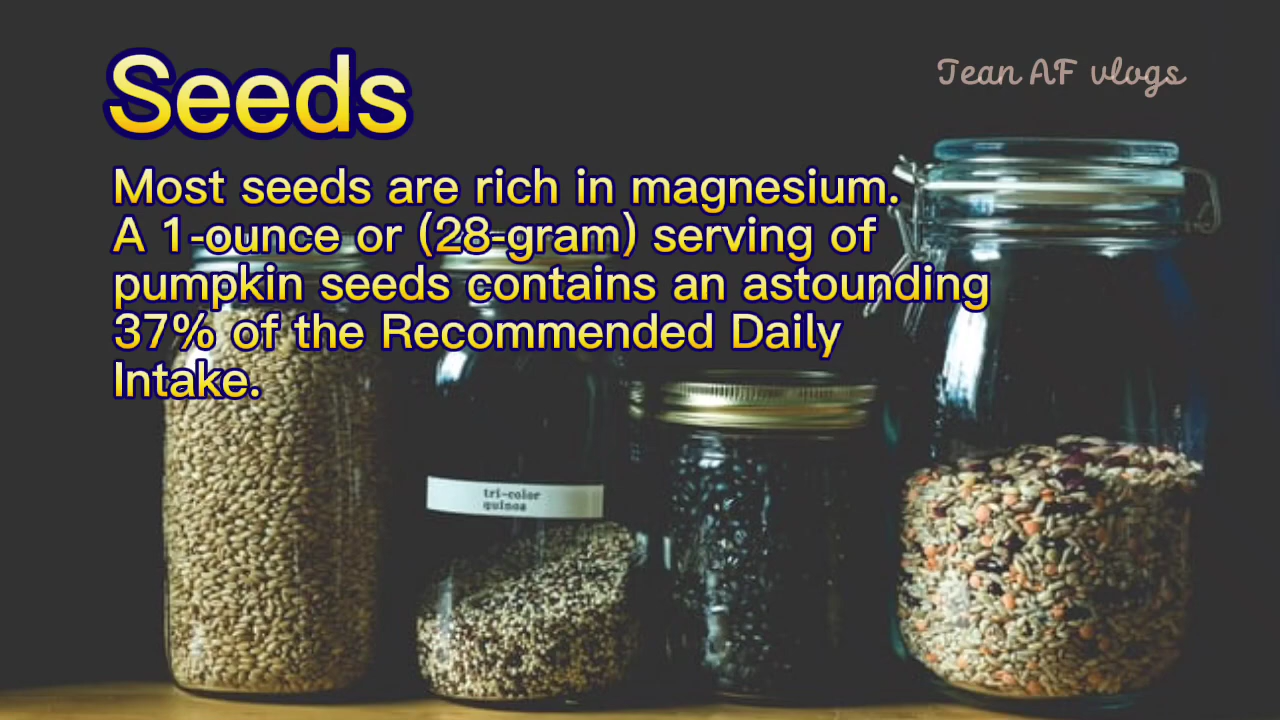 Seeds
Jean AF vlogs
Most seeds are rich in magnesium.
A 1-ounce or (28-gram) serving of
pumpkin seeds contains an astounding
37% of the Recommended Daily
Intake.
tri-color
quinoa